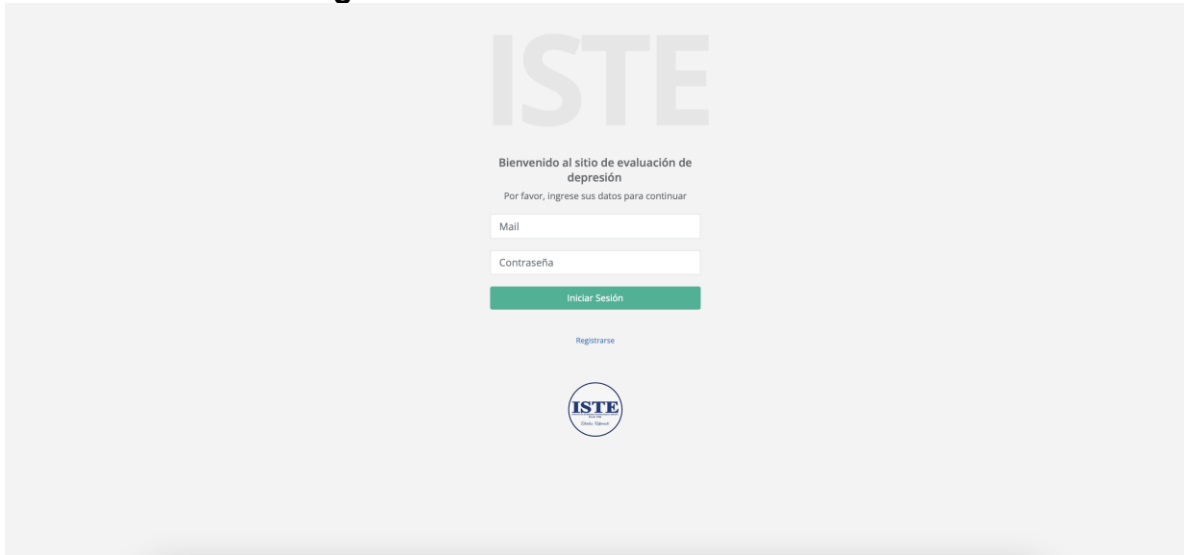 ISTE
Bienvenido al sitio de evaluación de
depresión
Por favor, ingrese sus datos para continuar
Mail
Contraseña
Iniciar Sesión
Registrarse
ISTE